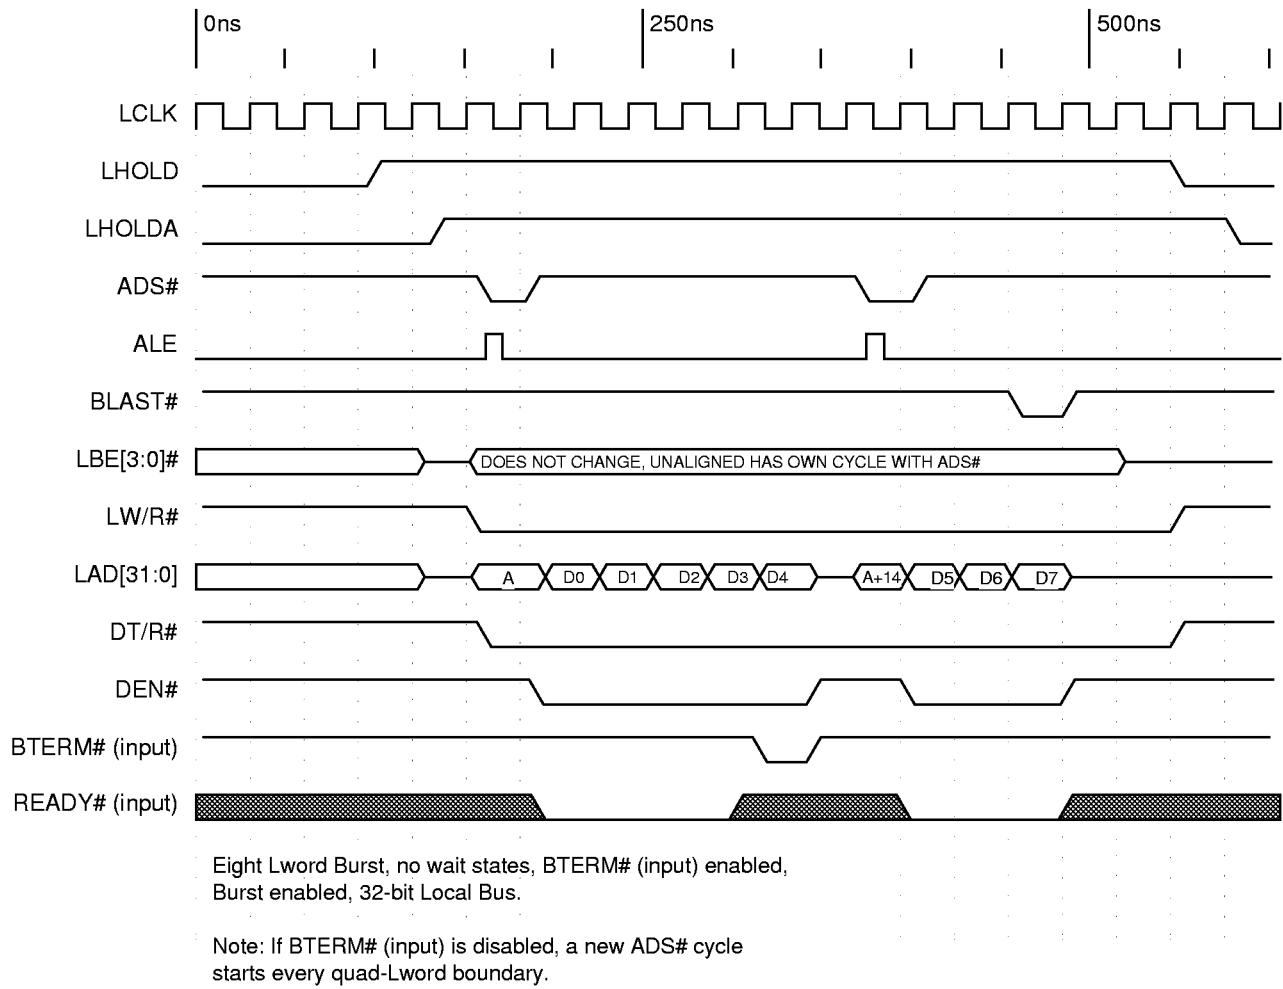 0ns 250ns 500ns
LCLK
LHOLD
LHOLDA
ADS#
ALE
BLAST#
LBE[3:0]# DOES NOT CHANGE, UNALIGNED HAS OWN CYCLE WITH ADS#
LW/R#
LAD[31:0] A D0 D1 D2 D3 D4 A+14 D5 D6 D7
DT/R#
DEN#
BTERM# (input)
READY# (input)
Eight Lword Burst, no wait states, BTERM# (input) enabled,
Burst enabled, 32-bit Local Bus.
Note: If BTERM# (input) is disabled, a new ADS# cycle
starts every quad-Lword boundary.